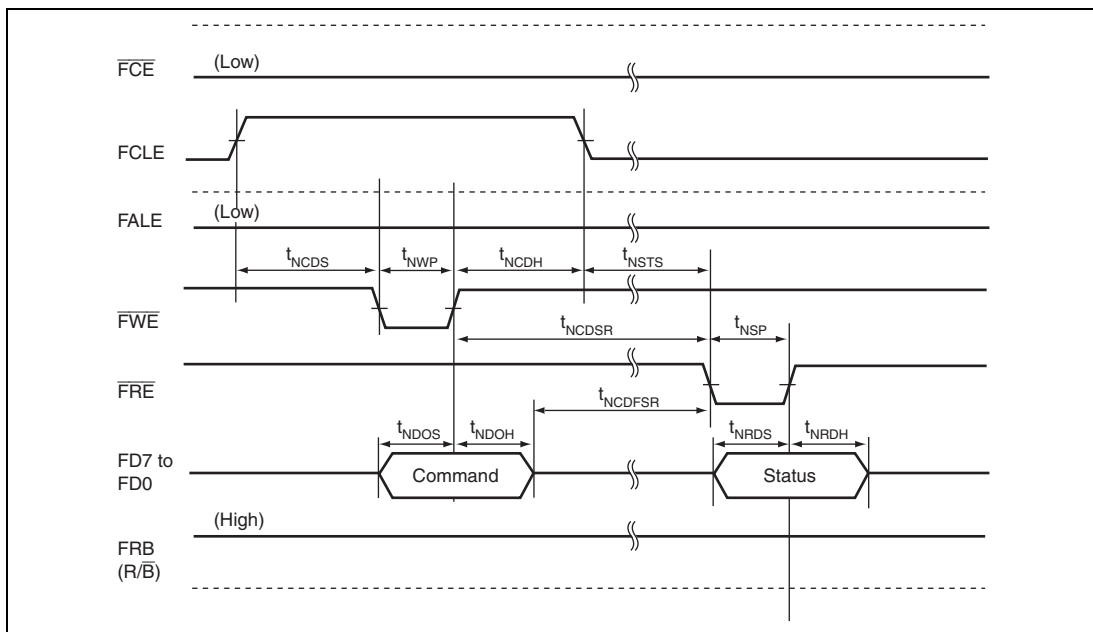 FCE
(Low)
FCLE
FALE
(Low)
tNCDS
tNWP
tNCDH
tNSTS
FWE
tNCDSR
tNSP
FRE
tNCDFSR
tNDOS
tNDOH
tNRDS
tNRDH
FD7 to
FD0
Command
Status
(High)
FRB
(R/B)